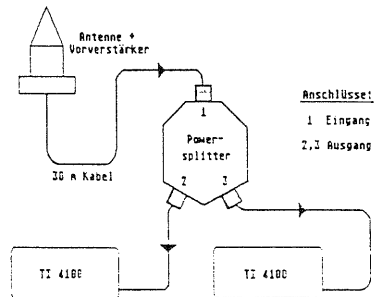 Antenne +
Vorverstärker
Anschlüsse:
1 Eingang
2,3 Ausgang
1
Power-
splitter
2 3
30 m Kabel
TI 4100
TI 4100